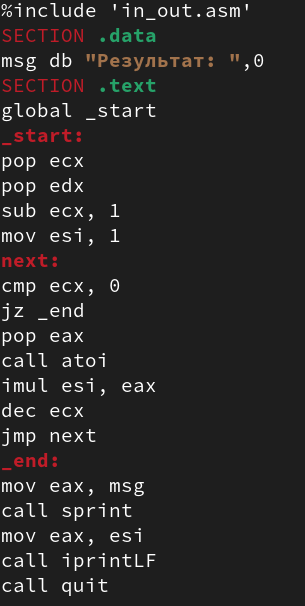 %include 'in_out.asm'
SECTION .data
msg db "Результат: ",0
SECTION .text
global _start
_start:
pop ecx
pop edx
sub ecx, 1
mov esi, 1
next:
cmp ecx, 0
jz _end
pop eax
call atoi
imul esi, eax
dec ecx
jmp next
_end:
mov eax, msg
call sprint
mov eax, esi
call iprintLF
call quit